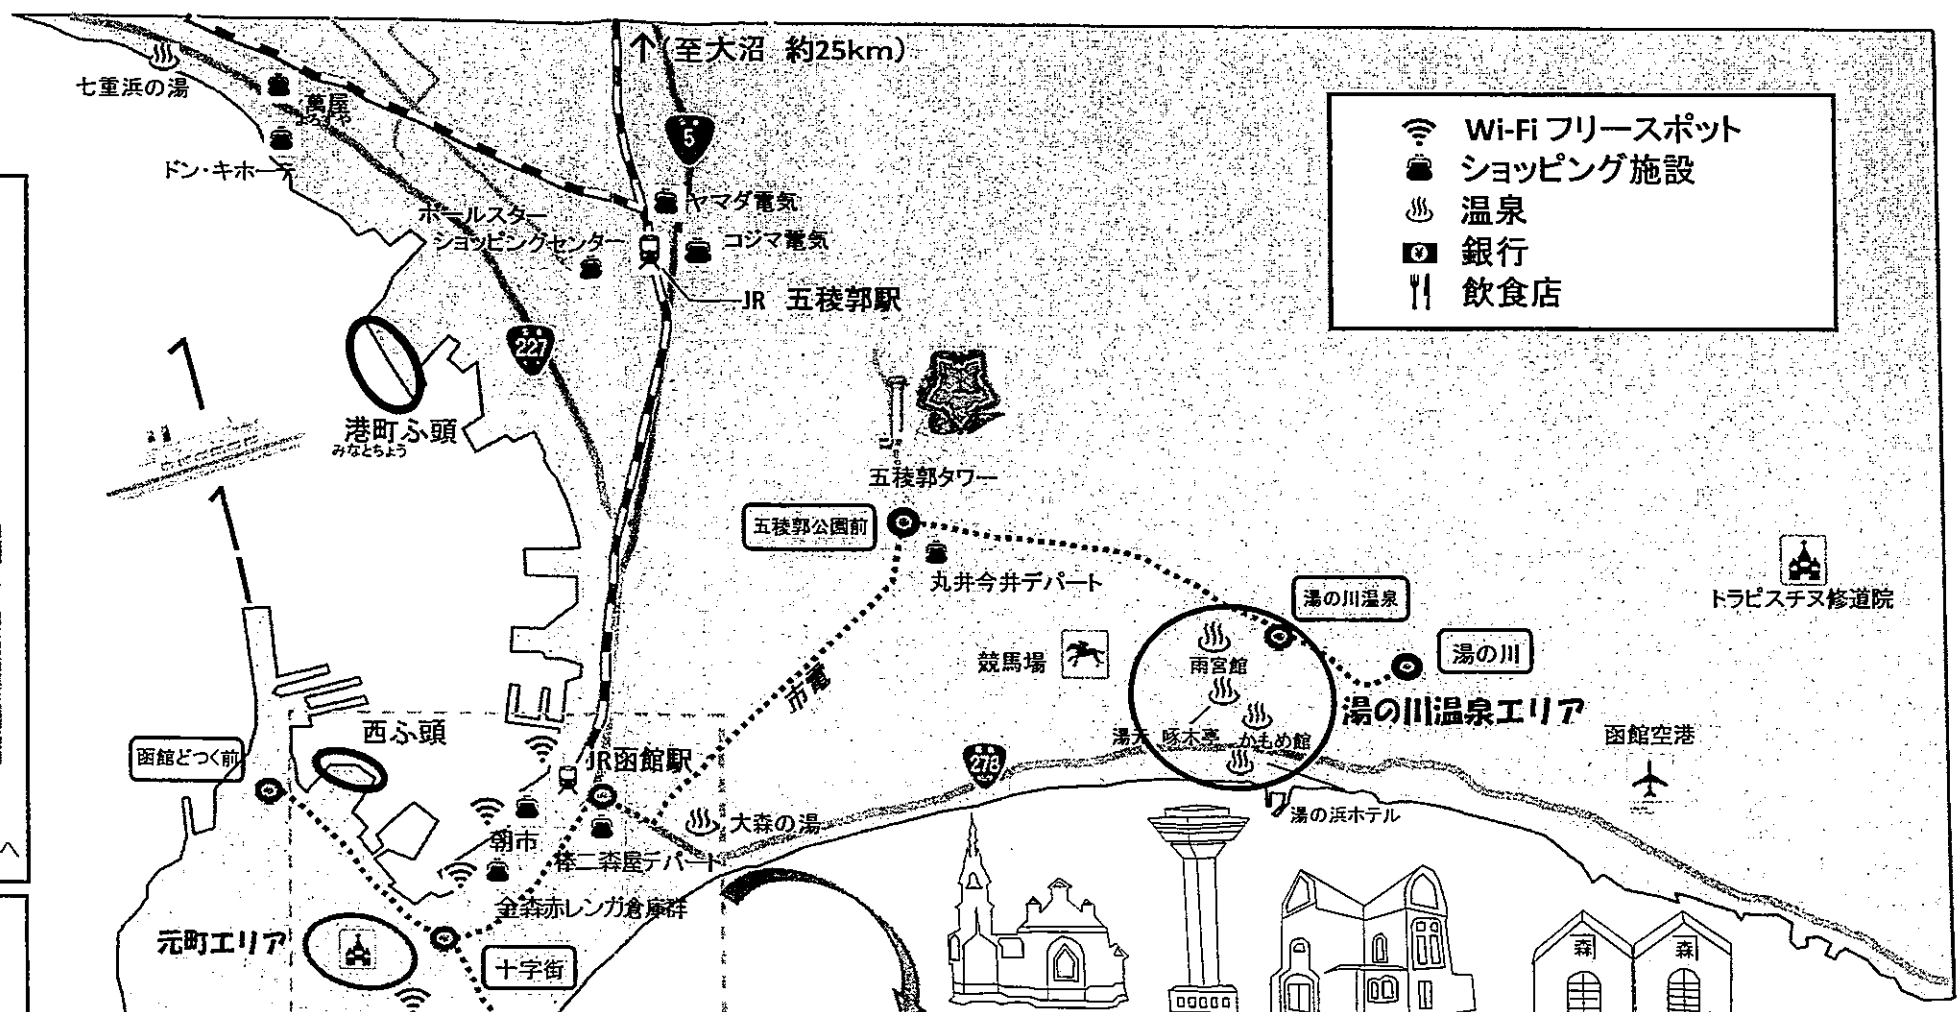 ↑(至大沼 約25km)
七重浜の湯
萬屋
よろずや
ドン・キホーテ
5
Wi-Fi フリースポット
ショッピング施設
温泉
銀行
飲食店
ヤマダ電気
ポールスター
ショッピングセンター
コジマ電気
JR 五稜郭駅
227
港町ふ頭
みなとちょう
五稜郭タワー
五稜郭公園前
丸井今井デパート
湯の川温泉
トラピスチヌ修道院
競馬場
雨宮館
湯の川
市電
湯の川温泉エリア
湯元 啄木亭
かもめ館
函館空港
西ふ頭
函館どつく前
JR函館駅
278
湯の浜ホテル
大森の湯
朝市
棒二森屋デパート
金森赤レンガ倉庫群
元町エリア
十字街
森
森
へ